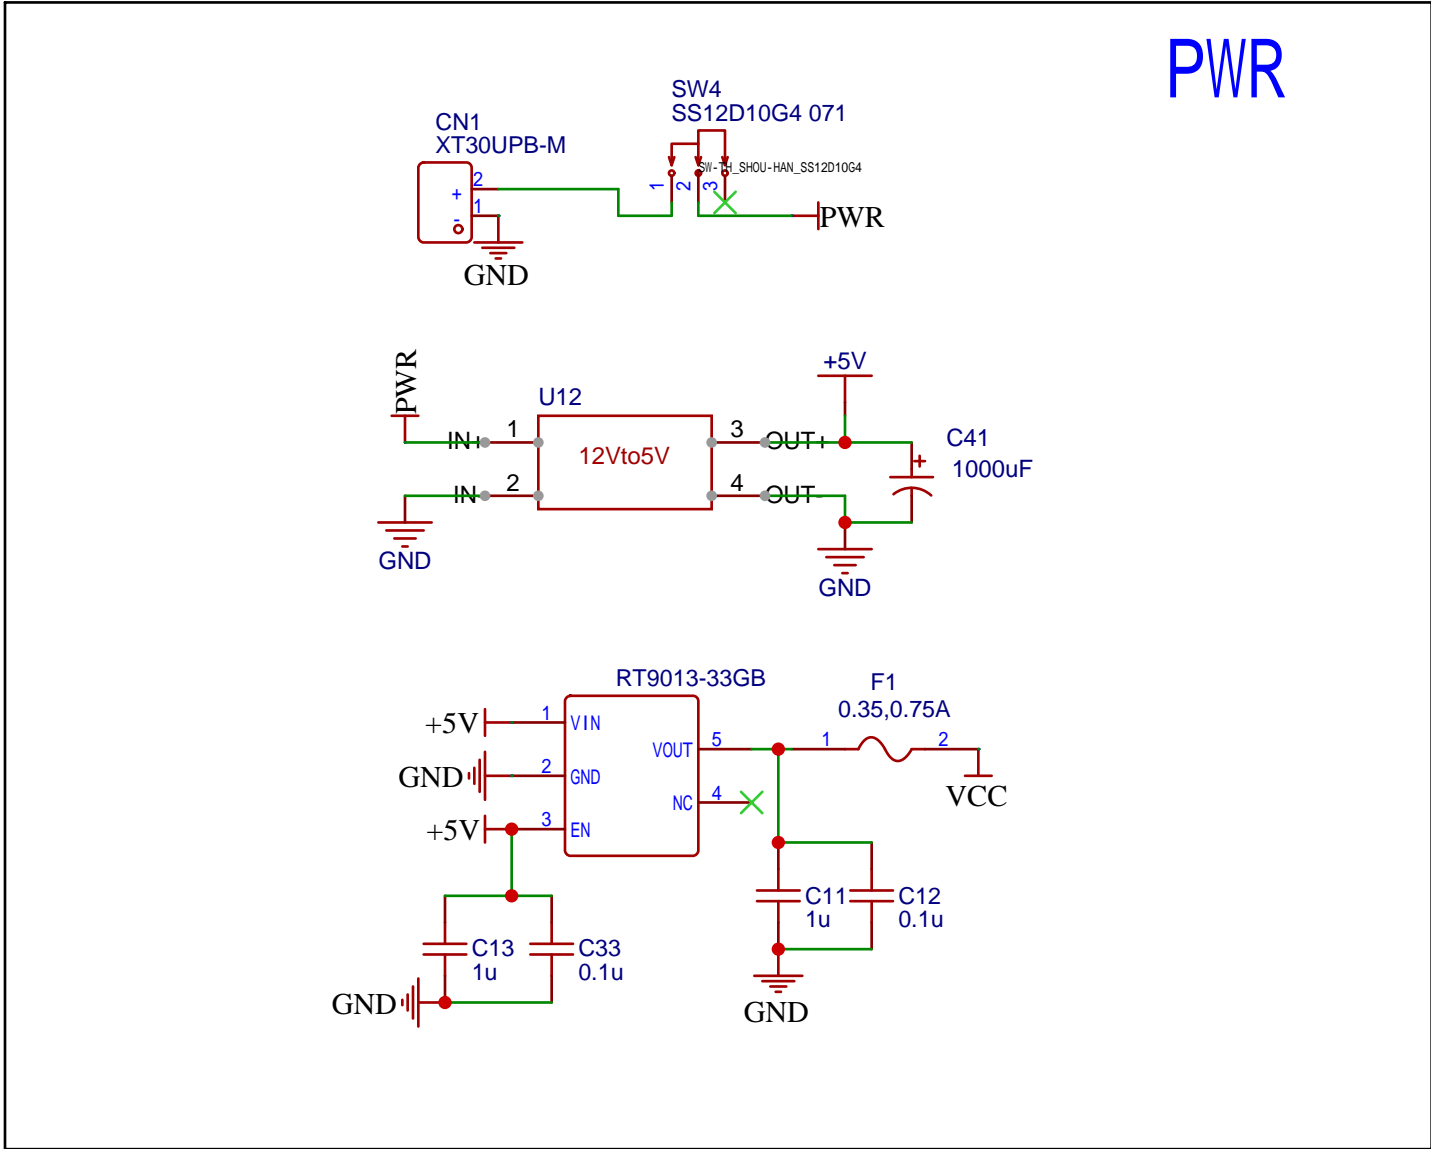 PWR
SW4
SS12D10G4 071
CN1
XT30UPB-M
SW-TH_SHOU-HAN_SS12D10G4
2
+
1
-
1
2
3
PWR
GND
PWR
+5V
U12
IN+
1
12Vto5V
3
OUT+
C41
1000uF
IN-
2
4
OUT-
GND
GND
RT9013-33GB
F1
0.35,0.75A
+5V
1
VIN
VOUT
5
1
2
GND
2
GND
NC
4
VCC
+5V
3
EN
C11
1u
C12
0.1u
C13
1u
C33
0.1u
GND
GND